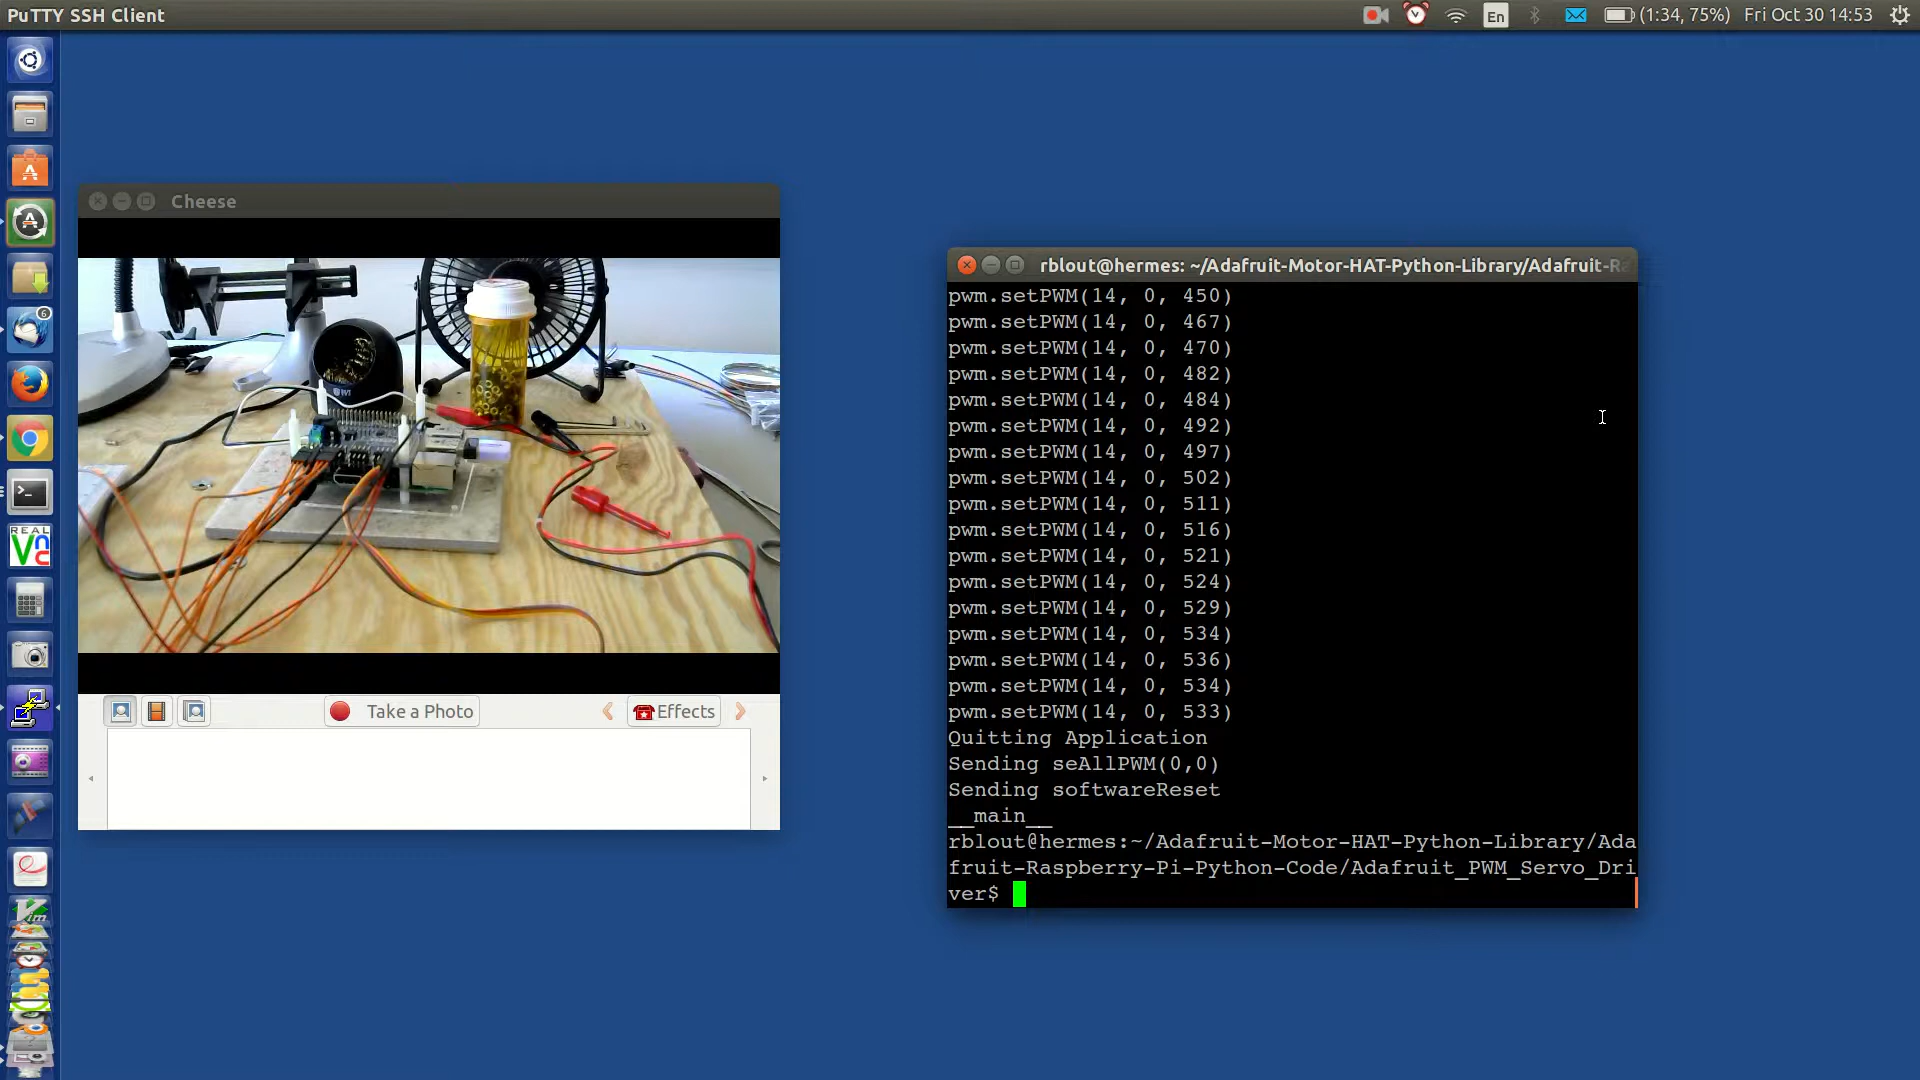 PuTTY SSH Client
En
(1:34, 75%)
Fri Oct 30 14:53
6
REAL
Cheese
Take a Photo
Effects
rblout@hermes: ~/Adafruit-Motor-HAT-Python-Library/Adafruit-Ra
pwm.setPWM(14, 0, 450)
pwm.setPWM(14, 0, 467)
pwm.setPWM(14, 0, 470)
pwm.setPWM(14, 0, 482)
pwm.setPWM(14, 0, 484)
pwm.setPWM(14, 0, 492)
pwm.setPWM(14, 0, 497)
pwm.setPWM(14, 0, 502)
pwm.setPWM(14, 0, 511)
pwm.setPWM(14, 0, 516)
pwm.setPWM(14, 0, 521)
pwm.setPWM(14, 0, 524)
pwm.setPWM(14, 0, 529)
pwm.setPWM(14, 0, 534)
pwm.setPWM(14, 0, 536)
pwm.setPWM(14, 0, 534)
pwm.setPWM(14, 0, 533)
Quitting Application
Sending seAllPWM(0,0)
Sending softwareReset
__main__
rblout@hermes:~/Adafruit-Motor-HAT-Python-Library/Ada
fruit-Raspberry-Pi-Python-Code/Adafruit_PWM_Servo_Dri
ver$